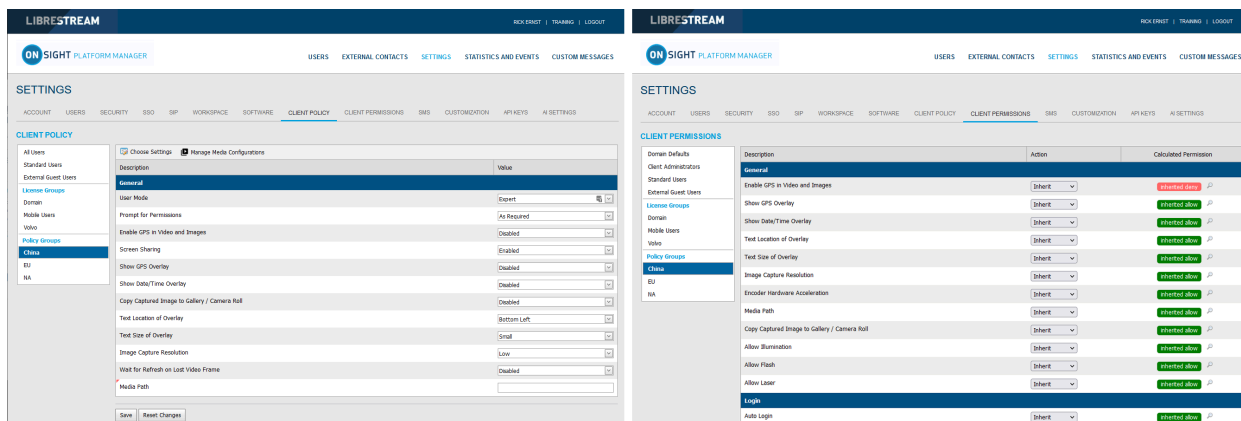 LIBRESTREAM
RICK ERNST | TRAINING | LOGOUT
ON SIGHT PLATFORM MANAGER
USERS EXTERNAL CONTACTS SETTINGS STATISTICS AND EVENTS CUSTOM MESSAGES
SETTINGS
ACCOUNT USERS SECURITY SSO SIP WORKSPACE SOFTWARE CLIENT POLICY CLIENT PERMISSIONS SMS CUSTOMIZATION API KEYS AI SETTINGS
CLIENT POLICY
All Users
Standard Users
External Guest Users
License Groups
Domain
Mobile Users
Volvo
Policy Groups
China
EU
NA
Choose Settings Manage Media Configurations
Description Value
General
User Mode Expert
Prompt for Permissions As Required
Enable GPS in Video and Images Disabled
Screen Sharing Enabled
Show GPS Overlay Disabled
Show Date/Time Overlay Disabled
Copy Captured Image to Gallery / Camera Roll Disabled
Text Location of Overlay Bottom Left
Text Size of Overlay Small
Image Capture Resolution Low
Wait for Refresh on Lost Video Frame Disabled
Media Path
Save Reset Changes
LIBRESTREAM
RICK ERNST | TRAINING | LOGOUT
ON SIGHT PLATFORM MANAGER
USERS EXTERNAL CONTACTS SETTINGS STATISTICS AND EVENTS CUSTOM MESSAGES
SETTINGS
ACCOUNT USERS SECURITY SSO SIP WORKSPACE SOFTWARE CLIENT POLICY CLIENT PERMISSIONS SMS CUSTOMIZATION API KEYS AI SETTINGS
CLIENT PERMISSIONS
Domain Defaults
Client Administrators
Standard Users
External Guest Users
License Groups
Domain
Mobile Users
Volvo
Policy Groups
China
EU
NA
Description Action Calculated Permission
General
Enable GPS in Video and Images Inherit inherited deny
Show GPS Overlay Inherit inherited allow
Show Date/Time Overlay Inherit inherited allow
Text Location of Overlay Inherit inherited allow
Text Size of Overlay Inherit inherited allow
Image Capture Resolution Inherit inherited allow
Encoder Hardware Acceleration Inherit inherited allow
Media Path Inherit inherited allow
Copy Captured Image to Gallery / Camera Roll Inherit inherited allow
Allow Illumination Inherit inherited allow
Allow Flash Inherit inherited allow
Allow Laser Inherit inherited allow
Login
Auto Login Inherit inherited allow